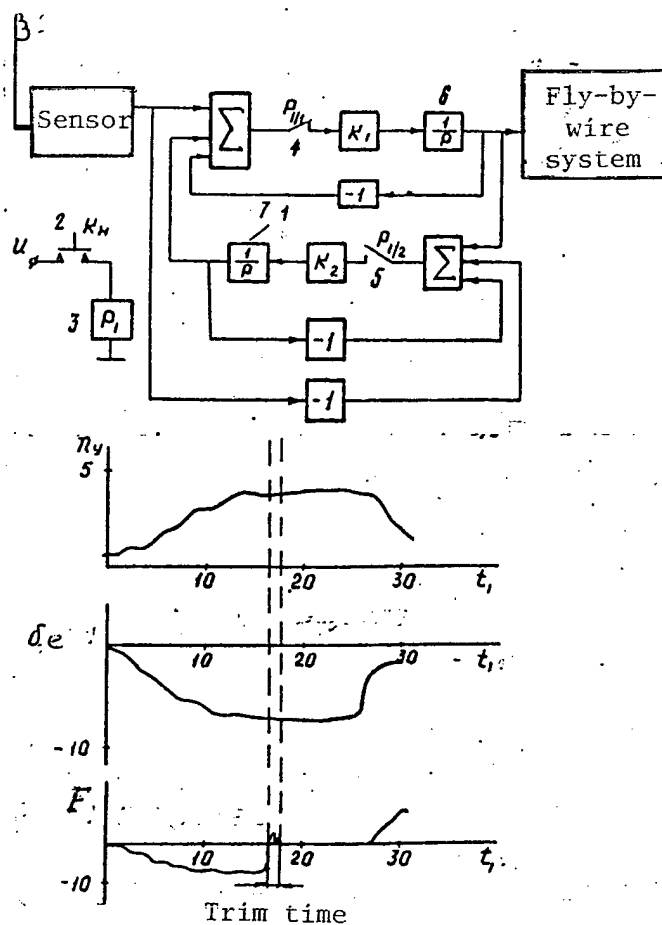 B
Sensor
Σ
P1/1
4
K1
6
1/P
Fly-by-
wire
system
-1
2 Kн
U
3
P1
7 1
1/P
K2
P1/2
5
Σ
-1
-1
ny
5
10 20 30 t,
δe
10 20 30 t,
-10
F
10 20 30 t,
-10
Trim time